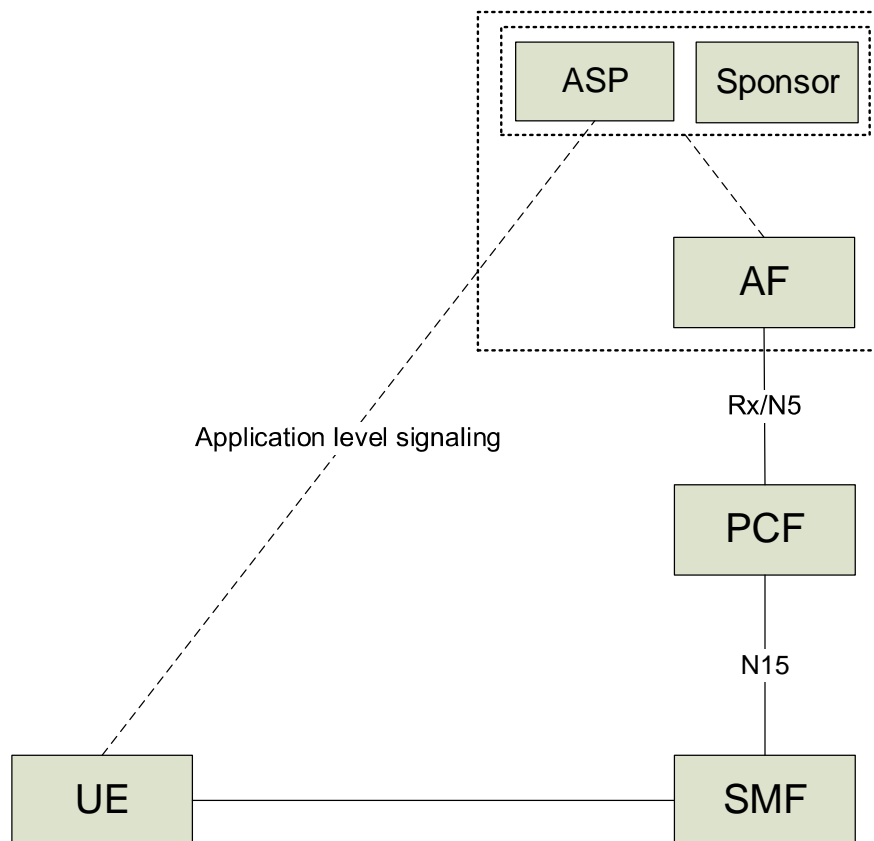 ASP
Sponsor
AF
Rx/N5
Application level signaling
PCF
N15
UE
SMF